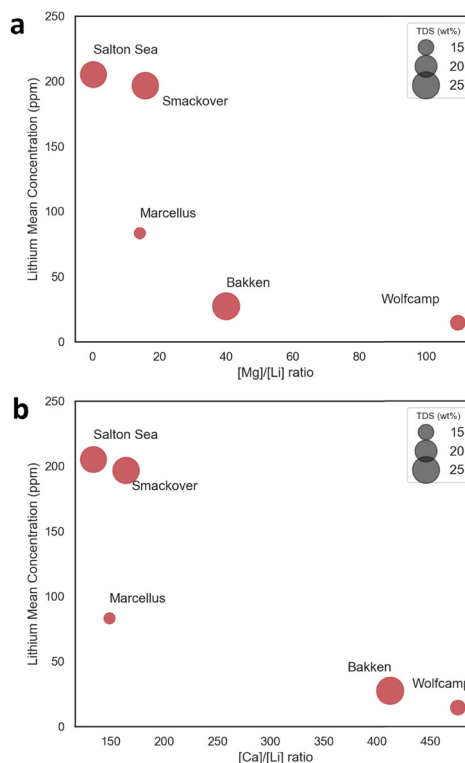 a
250
200
150
100
50
0
Lithium Mean Concentration (ppm)
TDS (wt%)
15
20
25
Salton Sea
Smackover
Marcellus
Bakken
Wolfcamp
0 20 40 60 80 100
[Mg]/[Li] ratio
b
250
200
150
100
50
0
Lithium Mean Concentration (ppm)
TDS (wt%)
15
20
25
Salton Sea
Smackover
Marcellus
Bakken
Wolfcamp
150 200 250 300 350 400 450
[Ca]/[Li] ratio